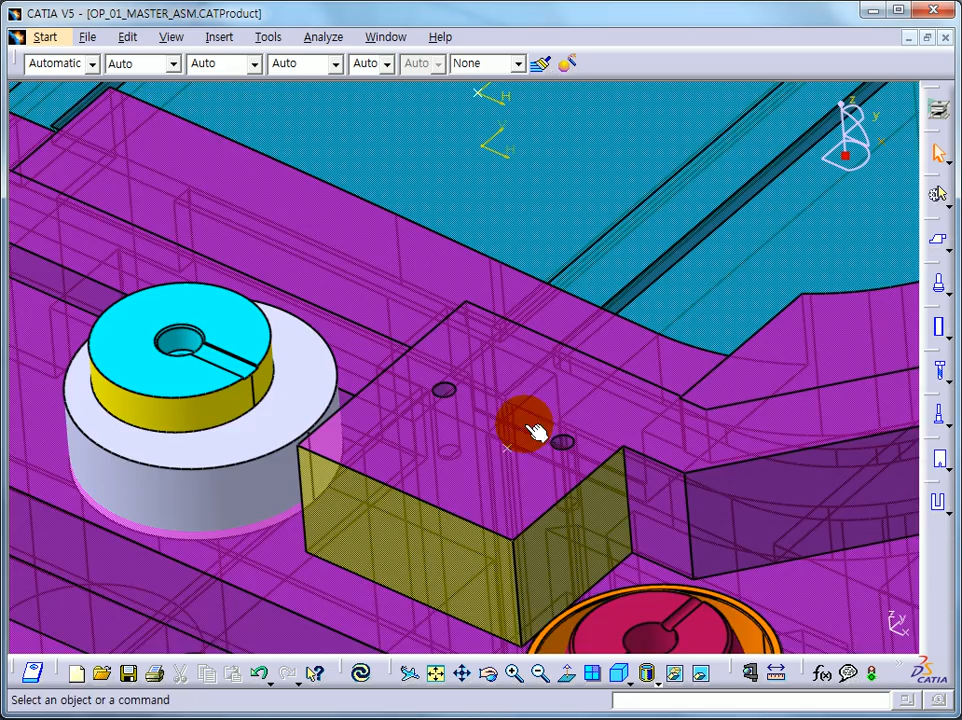 CATIA V5 - [OP_01_MASTER_ASM.CATProduct]
Start File Edit View Insert Tools Analyze Window Help
Automatic Auto Auto Auto Auto Auto None
H
H
z
y
z
y
x
f(x)
CATIA
Select an object or a command